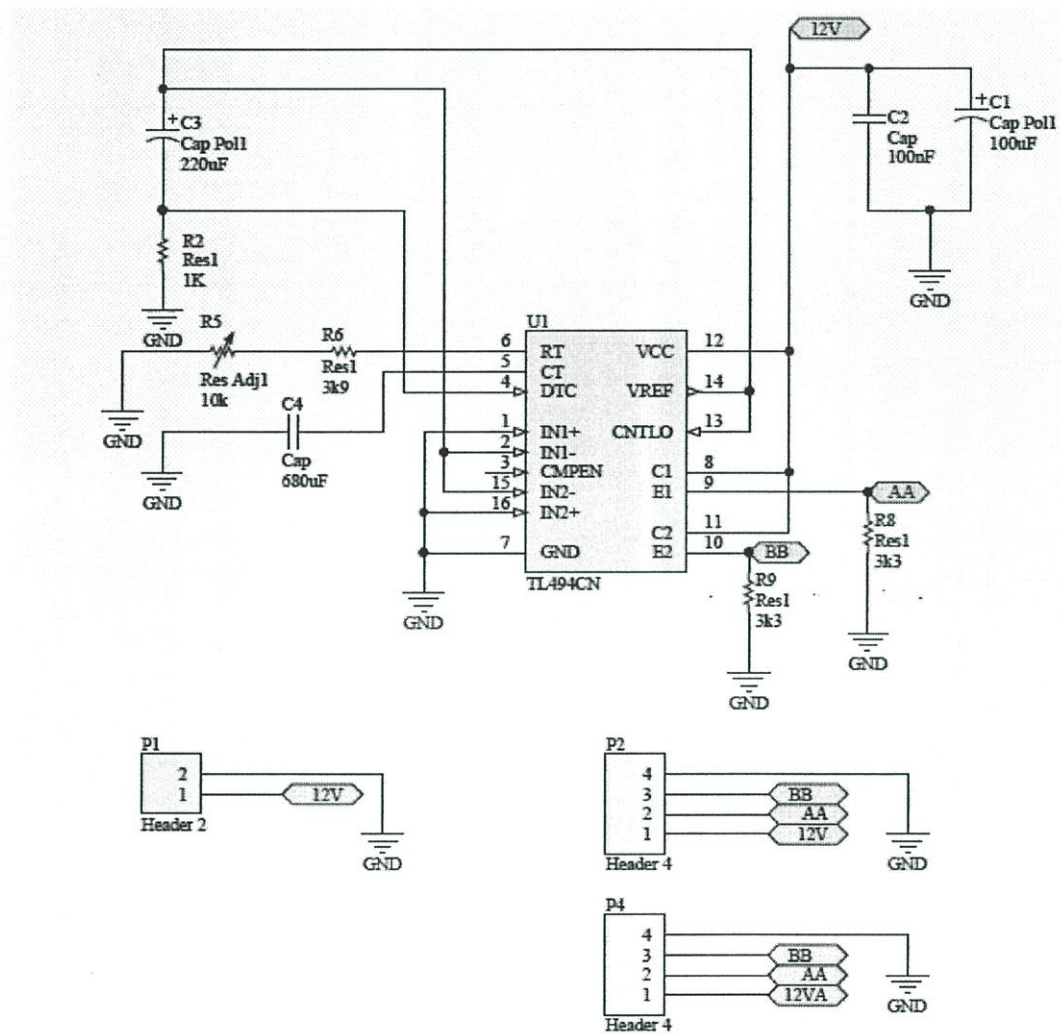 12V
+ C3
Cap Pol1
220uF
C2
Cap
100nF
+ C1
Cap Pol1
100uF
R2
Res1
1K
GND
GND
R5
Res Adj1
10k
R6
Res1
3k9
GND
C4
Cap
680uF
GND
U1
6 RT VCC 12
5 CT
4 DTC VREF 14
1 IN1+ CNTLO 13
2 IN1-
3 CMPEN C1 8
15 IN2- E1 9
16 IN2+
C2 11
7 GND E2 10
TL494CN
GND
AA
R8
Res1
3k3
GND
BB
R9
Res1
3k3
GND
P1
2
1 12V
Header 2
GND
P2
4
3 BB
2 AA
1 12V
Header 4
GND
P4
4
3 BB
2 AA
1 12VA
Header 4
GND